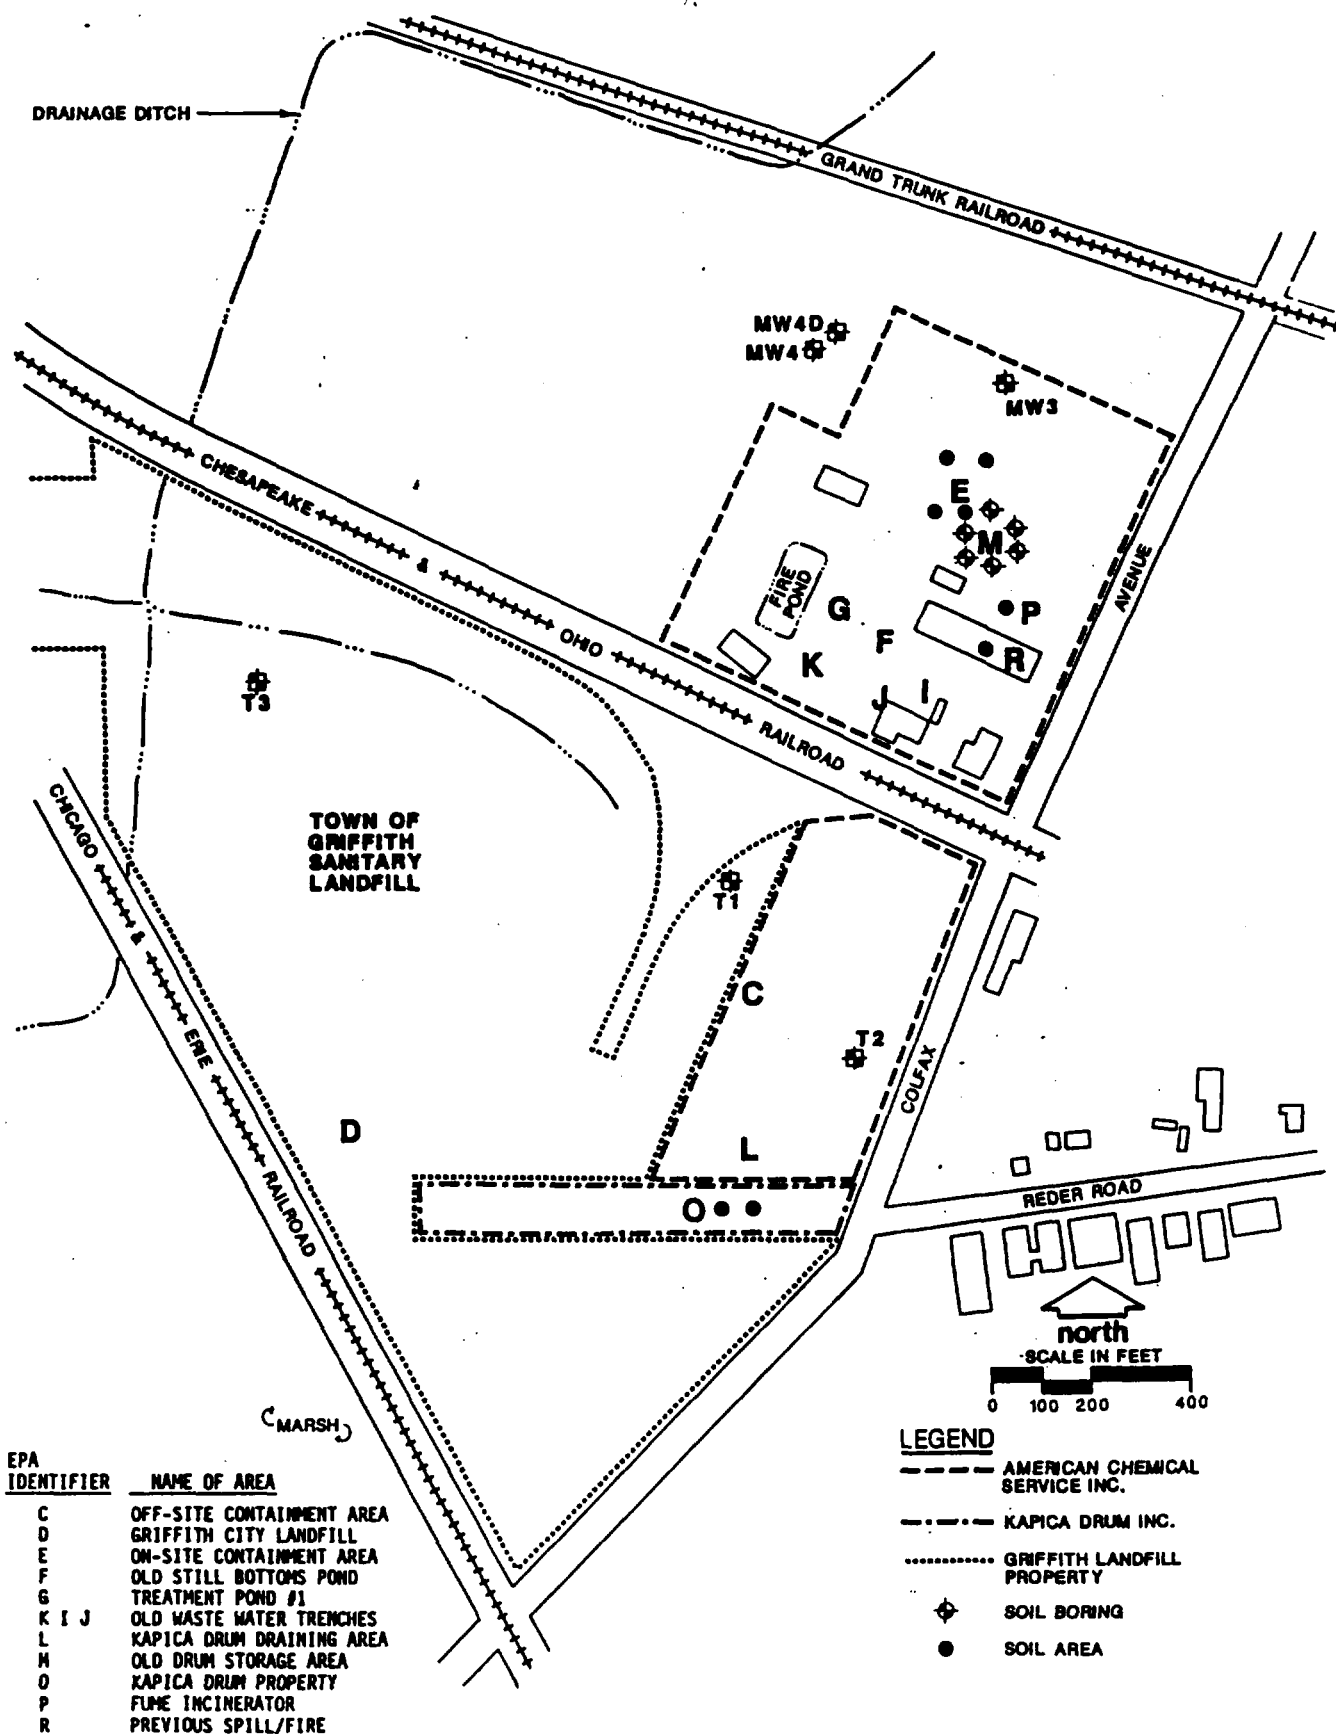 DRAINAGE DITCH
GRAND TRUNK RAILROAD
MW4D
MW4
MW3
CHESAPEAKE & OHIO RAILROAD
E
M
AVENUE
FIRE
POND
G
P
F
R
K
J
I
T3
TOWN OF
GRIFFITH
SANITARY
LANDFILL
CHICAGO & ERIE RAILROAD
T1
C
T2
COLFAX
D
L
O
REDER ROAD
north
SCALE IN FEET
0 100 200 400
MARSH
LEGEND
AMERICAN CHEMICAL
SERVICE INC.
KAPICA DRUM INC.
GRIFFITH LANDFILL
PROPERTY
SOIL BORING
SOIL AREA
EPA
IDENTIFIER NAME OF AREA
C OFF-SITE CONTAINMENT AREA
D GRIFFITH CITY LANDFILL
E ON-SITE CONTAINMENT AREA
F OLD STILL BOTTOMS POND
G TREATMENT POND #1
K I J OLD WASTE WATER TRENCHES
L KAPICA DRUM DRAINING AREA
M OLD DRUM STORAGE AREA
O KAPICA DRUM PROPERTY
P FUME INCINERATOR
R PREVIOUS SPILL/FIRE